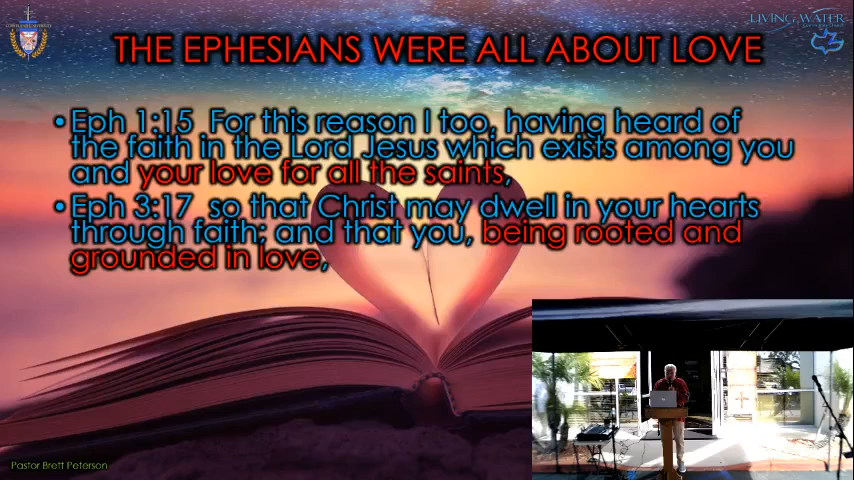 LIVING WATER
THE EPHESIANS WERE ALL ABOUT LOVE
•Eph 1:15 For this reason I too, having heard of
the faith in the Lord Jesus which exists among you
and your love for all the saints,
•Eph 3:17 so that Christ may dwell in your hearts
through faith; and that you, being rooted and
grounded in love,
Pastor Brett Peterson